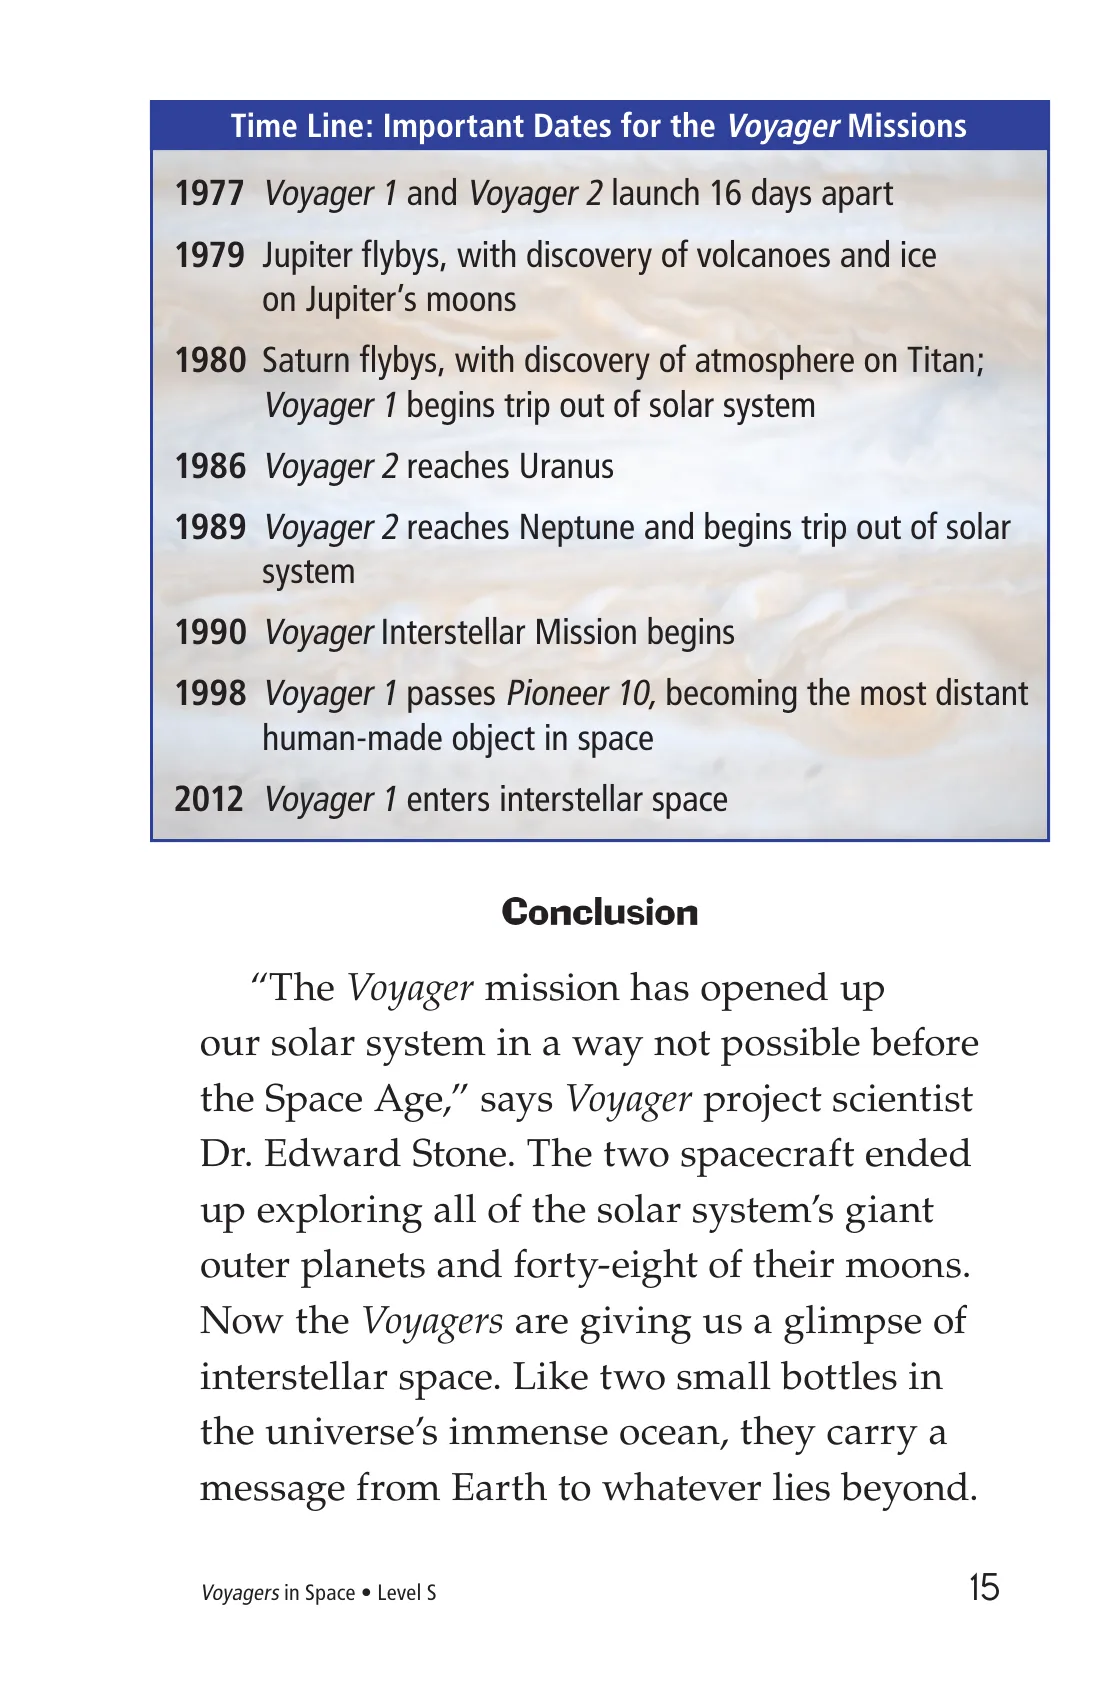 Time Line: Important Dates for the Voyager Missions
1977 Voyager 1 and Voyager 2 launch 16 days apart
1979 Jupiter flybys, with discovery of volcanoes and ice
on Jupiter’s moons
1980 Saturn flybys, with discovery of atmosphere on Titan;
Voyager 1 begins trip out of solar system
1986 Voyager 2 reaches Uranus
1989 Voyager 2 reaches Neptune and begins trip out of solar
system
1990 Voyager Interstellar Mission begins
1998 Voyager 1 passes Pioneer 10, becoming the most distant
human-made object in space
2012 Voyager 1 enters interstellar space
Conclusion
“The Voyager mission has opened up
our solar system in a way not possible before
the Space Age,” says Voyager project scientist
Dr. Edward Stone. The two spacecraft ended
up exploring all of the solar system’s giant
outer planets and forty-eight of their moons.
Now the Voyagers are giving us a glimpse of
interstellar space. Like two small bottles in
the universe’s immense ocean, they carry a
message from Earth to whatever lies beyond.
Voyagers in Space • Level S 15